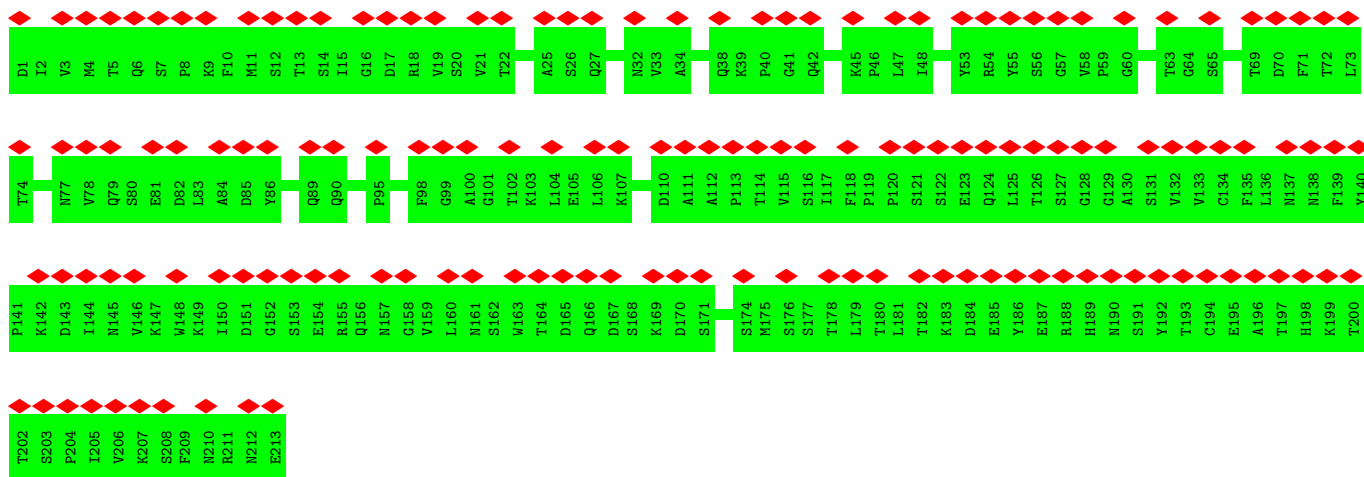 D1 I2 V3 M4 T5 Q6 S7 P8 K9 F10 M11 S12 T13 S14 I15 G16 D17 R18 V19 S20 V21 T22 A25 S26 Q27 N32 V33 A34 Q38 K39 P40 G41 Q42 K45 P46 L47 I48 Y53 R54 Y55 S56 G57 V58 P59 G60 T63 G64 S65 T69 D70 F71 T72 L73
T74 N77 V78 Q79 S80 E81 D82 L83 A84 D85 Y86 Q89 Q90 P95 F98 G99 A100 G101 T102 K103 L104 E105 L106 K107 D110 A111 A112 P113 T114 V115 S116 I117 F118 P119 P120 S121 S122 E123 Q124 L125 T126 S127 G128 G129 A130 S131 V132 V133 C134 F135 L136 N137 N138 F139 Y140
P141 K142 D143 I144 N145 V146 K147 W148 K149 I150 D151 G152 S153 E154 R155 Q156 N157 G158 V159 L160 N161 S162 W163 T164 D165 Q166 D167 S168 K169 D170 S171 S174 M175 S176 S177 T178 L179 T180 L181 T182 K183 D184 E185 Y186 E187 R188 H189 N190 S191 Y192 T193 C194 E195 A196 T197 H198 K199 T200
T202 S203 P204 I205 V206 K207 S208 F209 N210 R211 N212 E213